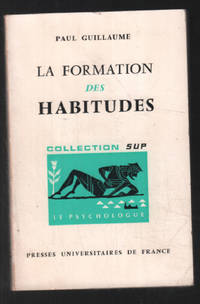 PAUL GUILLAUME
LA FORMATION
DES
HABITUDES
COLLECTION SUP
LE PSYCHOLOGUE
PRESSES UNIVERSITAIRES DE FRANCE